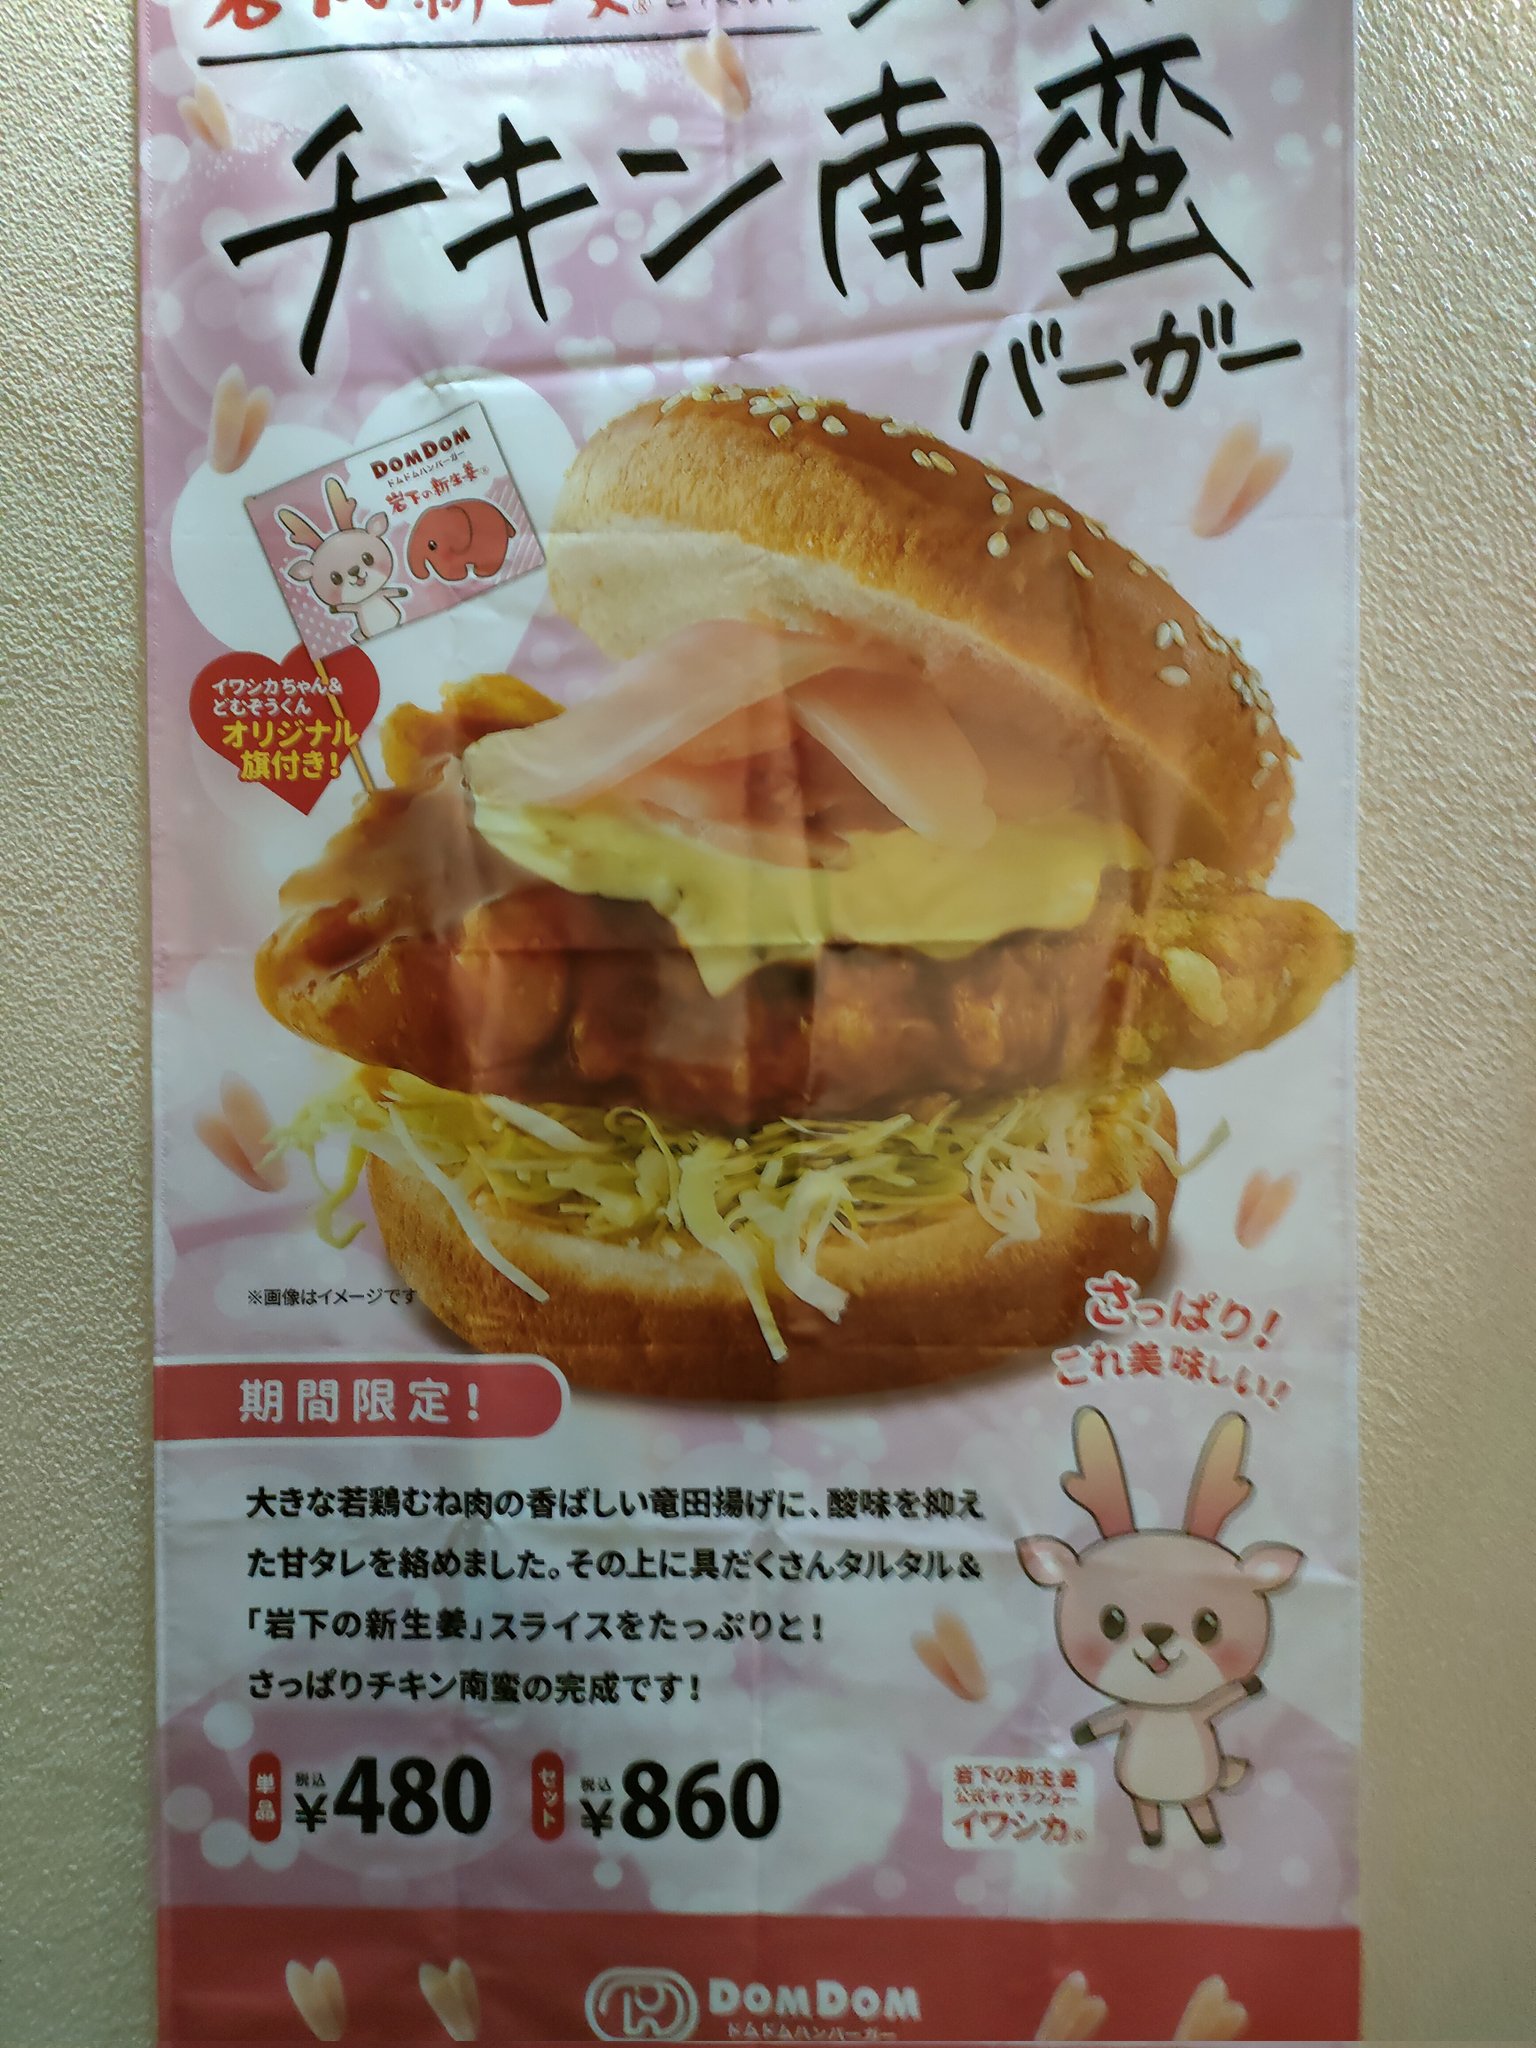 チキン南蛮
バーガー
DOMDOM
ドムドムハンバーガー
岩下の新生姜®
イワシカちゃん&
どむぞうくん
オリジナル
旗付き!
※画像はイメージです
さっぱり!
これ美味しい!
期間限定!
大きな若鶏むね肉の香ばしい竜田揚げに、酸味を抑え
た甘タレを絡めました。その上に具だくさんタルタル&
「岩下の新生姜」スライスをたっぷりと!
さっぱりチキン南蛮の完成です!
単品 税込 ¥480 セット 税込 ¥860
岩下の新生姜
公式キャラクター
イワシカ®
DOMDOM
ドムドムハンバーガー